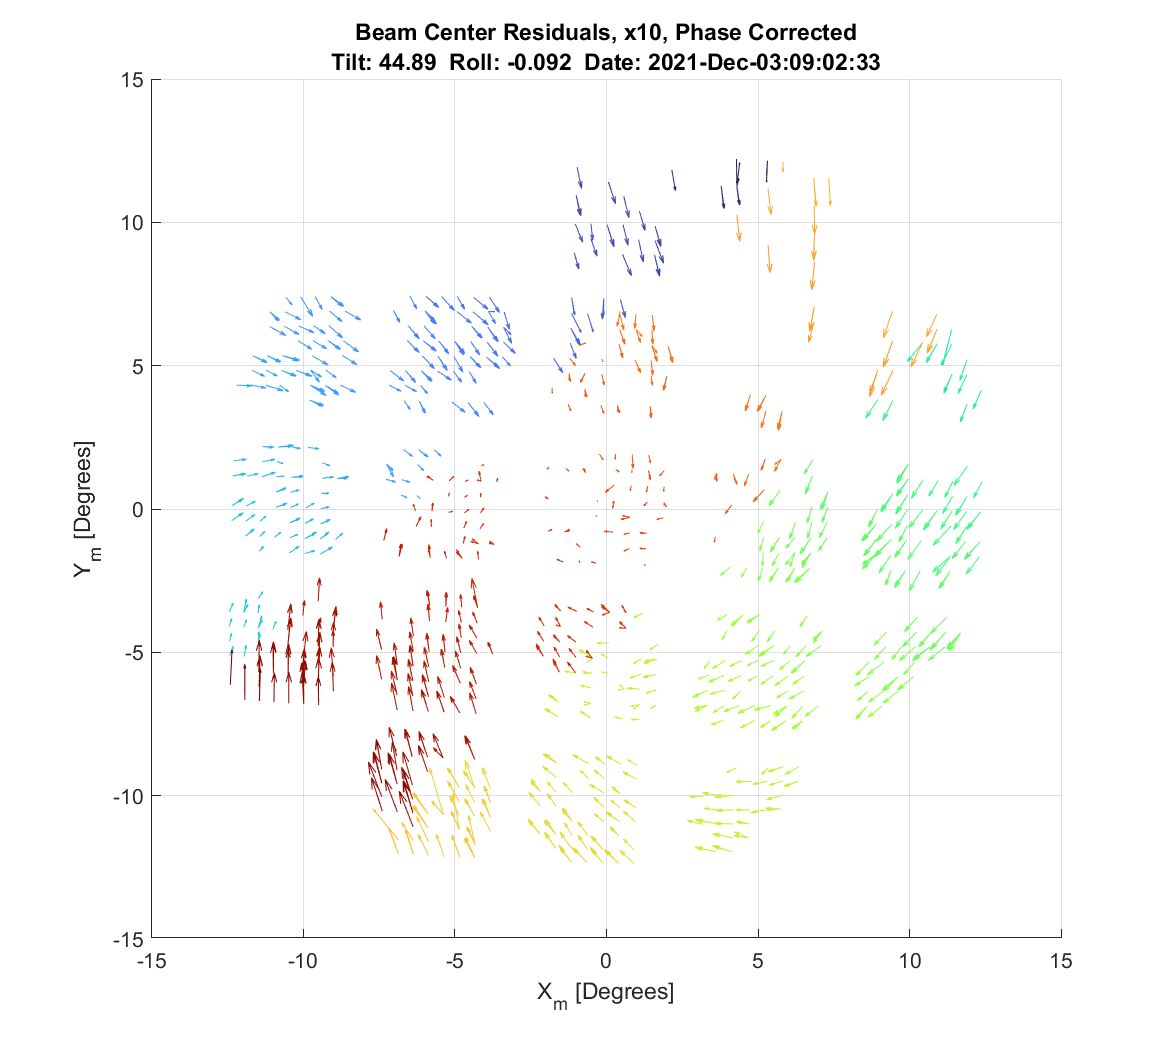 Beam Center Residuals, x10, Phase Corrected
Tilt: 44.89 Roll: -0.092 Date: 2021-Dec-03:09:02:33
15
10
5
0
-5
-10
-15
Y_m [Degrees]
-15 -10 -5 0 5 10 15
X_m [Degrees]